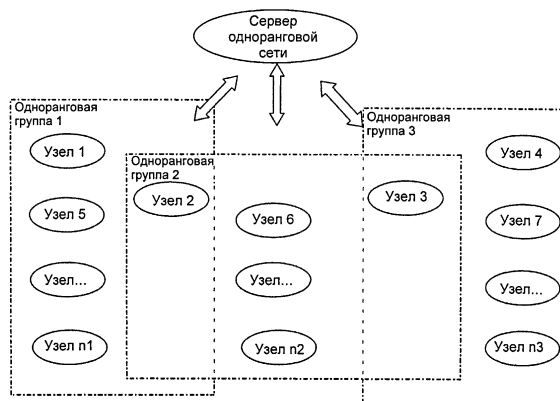 Сервер
одноранговой
сети
Одноранговая
группа 1
Одноранговая
группа 3
Узел 1
Одноранговая
группа 2
Узел 4
Узел 2
Узел 3
Узел 5
Узел 6
Узел 7
Узел...
Узел...
Узел...
Узел n1
Узел n2
Узел n3